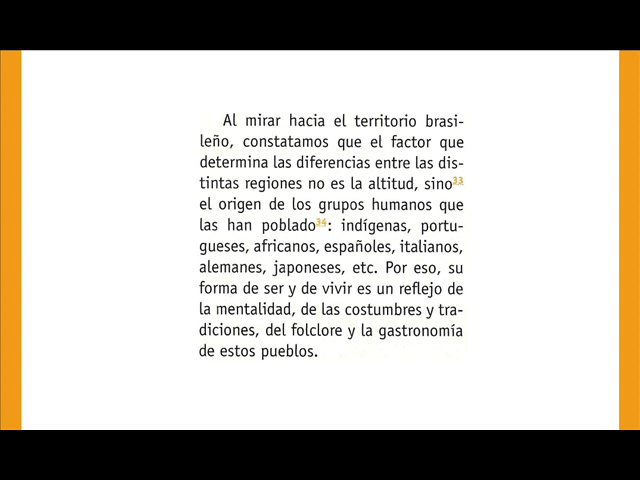 Al mirar hacia el territorio brasi-
leño, constatamos que el factor que
determina las diferencias entre las dis-
tintas regiones no es la altitud, sino33
el origen de los grupos humanos que
las han poblado34: indígenas, portu-
gueses, africanos, españoles, italianos,
alemanes, japoneses, etc. Por eso, su
forma de ser y de vivir es un reflejo de
la mentalidad, de las costumbres y tra-
diciones, del folclore y la gastronomía
de estos pueblos.